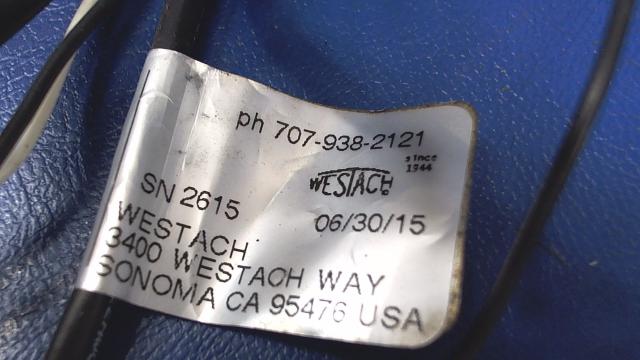 ph 707-938-2121
since
1944
WESTACH
SN 2615
06/30/15
WESTACH
3400 WESTACH WAY
SONOMA CA 95476 USA